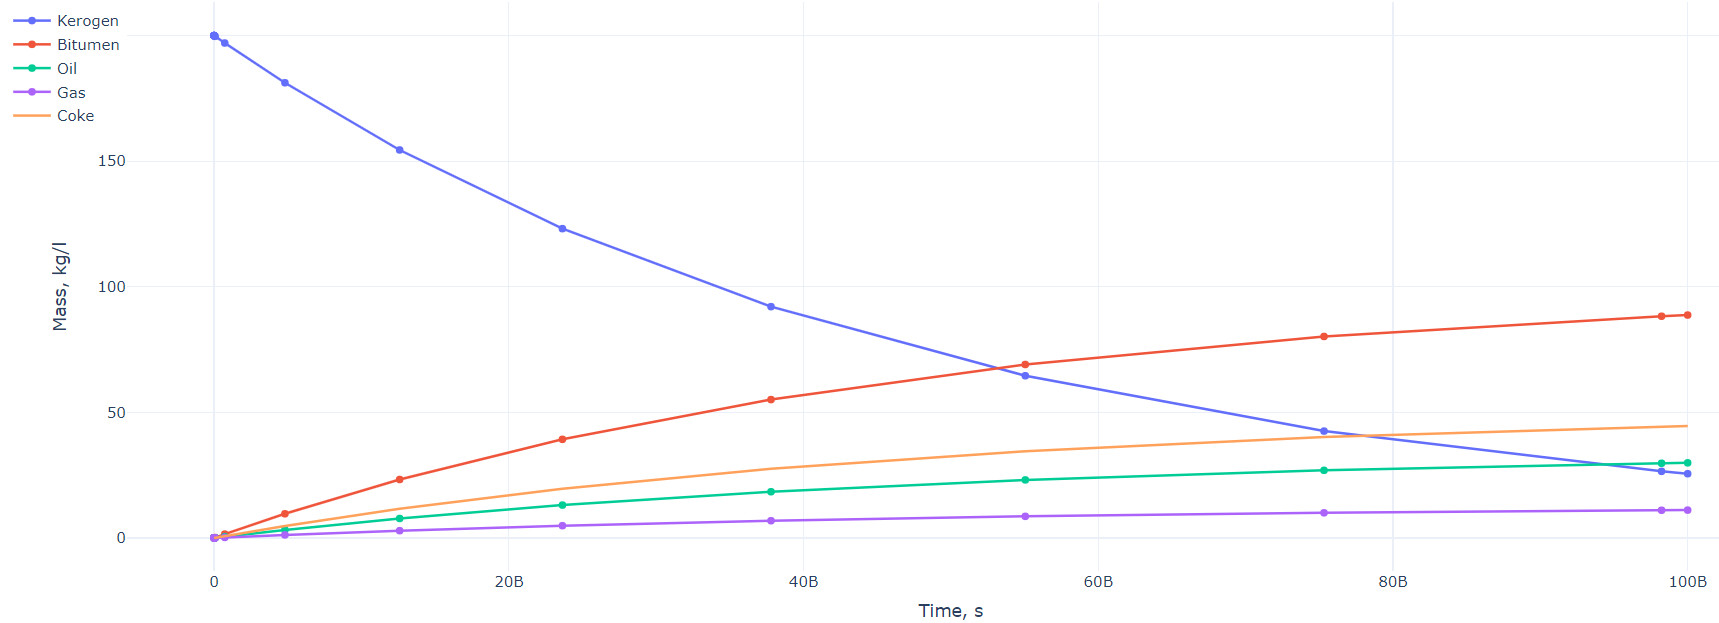 Kerogen
Bitumen
Oil
Gas
Coke
150
100
50
0
Mass, kg/l
0 20B 40B 60B 80B 100B
Time, s